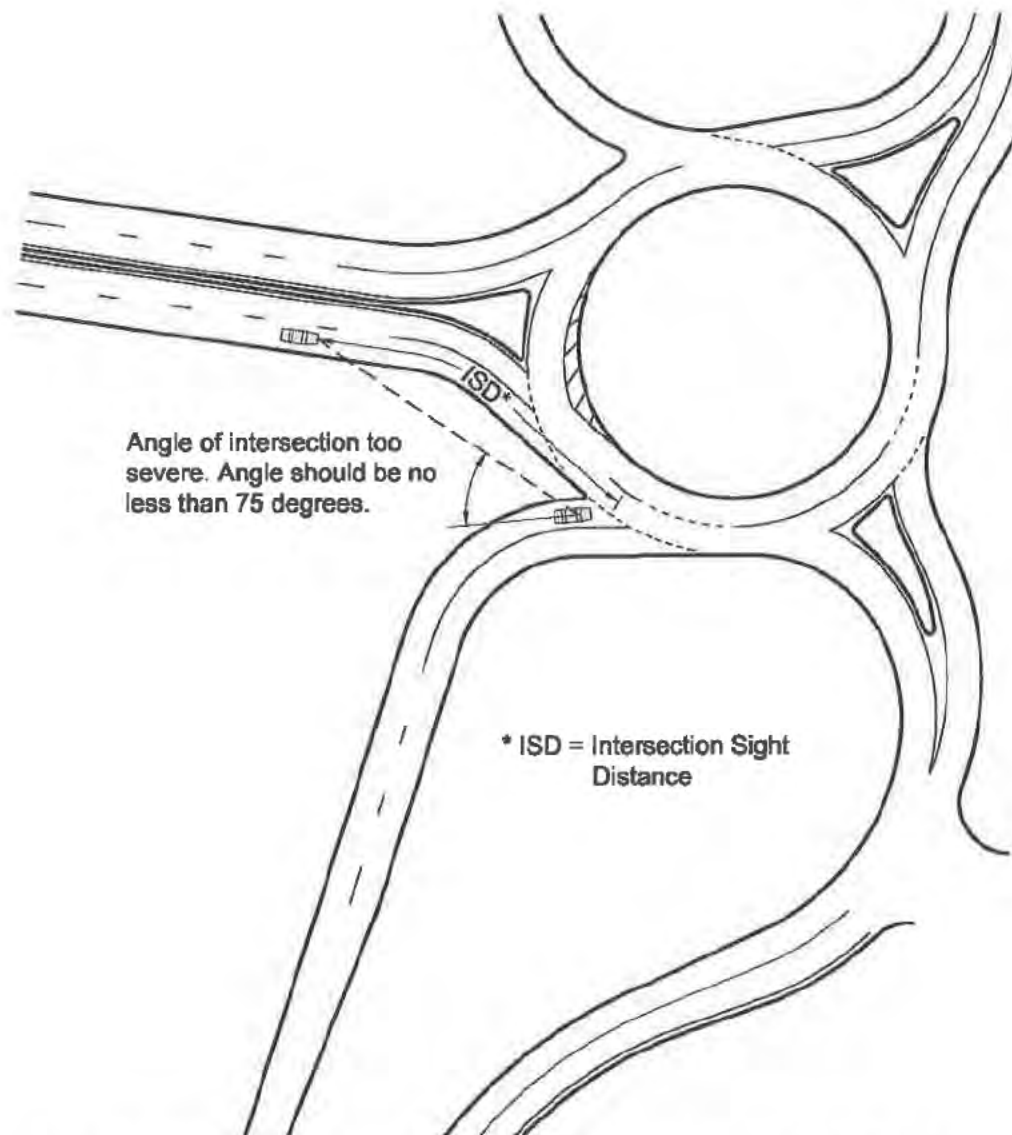 ISD*
Angle of intersection too
severe. Angle should be no
less than 75 degrees.
* ISD = Intersection Sight
Distance